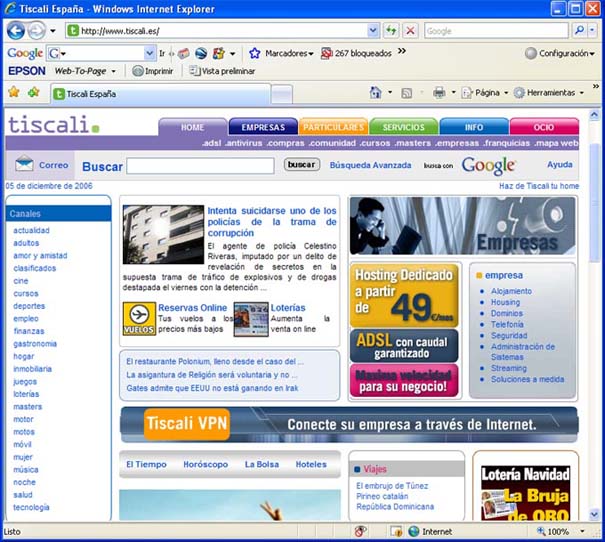 Tiscali España - Windows Internet Explorer
http://www.tiscali.es/
Google
Google
G
Ir
Marcadores
267 bloqueados
Configuración
EPSON
Web-To-Page
Imprimir
Vista preliminar
Tiscali España
Página
Herramientas
tiscali.
HOME
EMPRESAS
PARTICULARES
SERVICIOS
INFO
OCIO
.adsl .antivirus .compras .comunidad .cursos .masters .empresas .franquicias .mapa web
Correo
Buscar
buscar
Búsqueda Avanzada
busca con
Google
Ayuda
05 de diciembre de 2006
Haz de Tiscali tu home
Canales
actualidad
adultos
amor y amistad
clasificados
cine
cursos
deportes
empleo
finanzas
gastronomia
hogar
inmobiliaria
juegos
loterías
masters
motor
motos
móvil
mujer
música
noche
salud
tecnología
Intenta suicidarse uno de los
policías de la trama de
corrupción
El agente de policía Celestino
Riveras, imputado por un delito de
revelación de secretos en la
supuesta trama de tráfico de explosivos y de drogas
destapada el viernes con la detención ...
VUELOS
Reservas Online
Tus vuelos a los
precios más bajos
Loterías
Aumenta la
venta on line
El restaurante Polonium, lleno desde el caso del ...
La asigantura de Religión será voluntaria y no ...
Gates admite que EEUU no está ganando en Irak
Empresas
Hosting Dedicado
a partir
de 49 €/mes
ADSL con caudal
garantizado
Maxima velocidad
para su negocio!
empresa
Alojamiento
Housing
Dominios
Telefonía
Seguridad
Administración de
Sistemas
Streaming
Soluciones a medida
Tiscali VPN
Conecte su empresa a través de Internet.
El Tiempo
Horóscopo
La Bolsa
Hoteles
Viajes
El embrujo de Túnez
Pirineo catalán
República Dominicana
Lotería Navidad
La Bruja
de ORO
Listo
Internet
100%